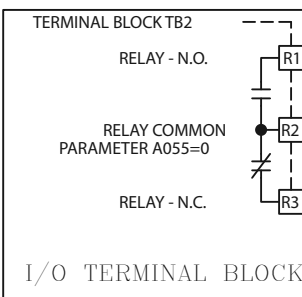 TERMINAL BLOCK TB2
RELAY - N.O.
R1
RELAY COMMON
R2
PARAMETER A055=0
RELAY - N.C.
R3
I/O TERMINAL BLOCK